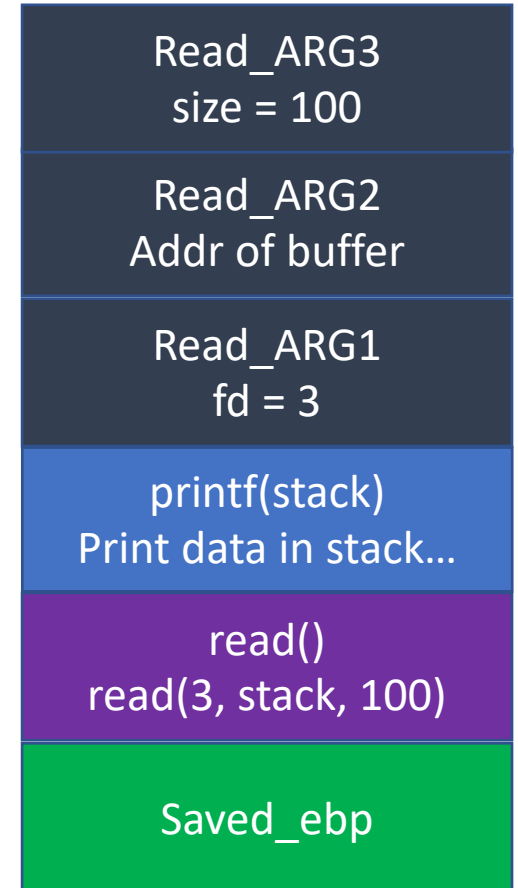 Read_ARG3
size = 100
Read_ARG2
Addr of buffer
Read_ARG1
fd = 3
printf(stack)
Print data in stack…
read()
read(3, stack, 100)
Saved_ebp